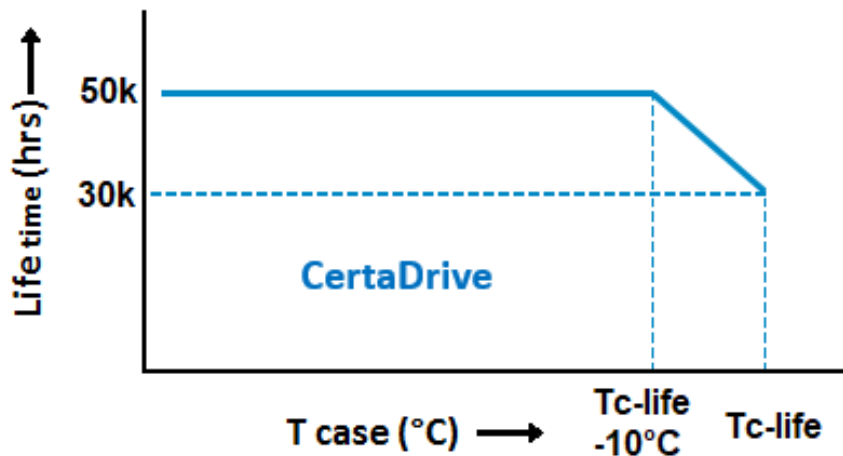 Life time (hrs)
50k
30k
CertaDrive
T case (°C)
Tc-life
-10°C
Tc-life